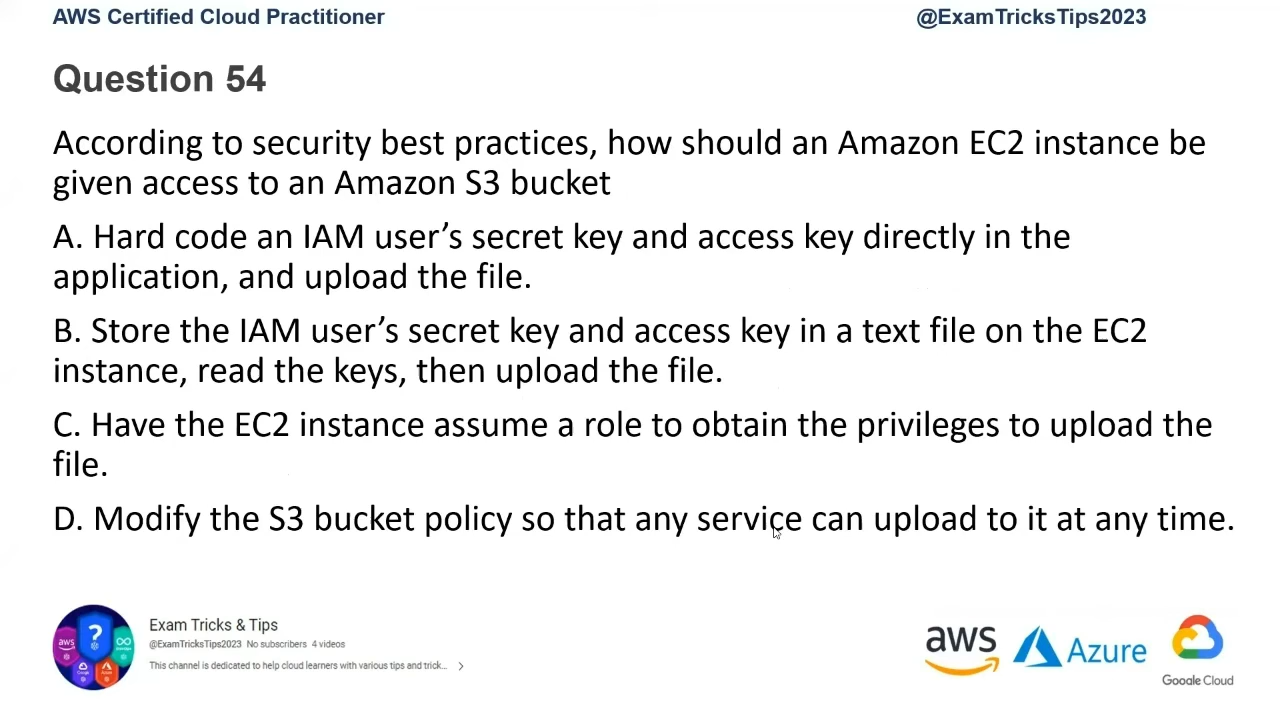 AWS Certified Cloud Practitioner
@ExamTricksTips2023
Question 54
According to security best practices, how should an Amazon EC2 instance be
given access to an Amazon S3 bucket
A. Hard code an IAM user’s secret key and access key directly in the
application, and upload the file.
B. Store the IAM user’s secret key and access key in a text file on the EC2
instance, read the keys, then upload the file.
C. Have the EC2 instance assume a role to obtain the privileges to upload the
file.
D. Modify the S3 bucket policy so that any service can upload to it at any time.
?
aws
Exam Tricks & Tips
@ExamTricksTips2023 No subscribers 4 videos
This channel is dedicated to help cloud learners with various tips and trick...
aws
Azure
Google Cloud